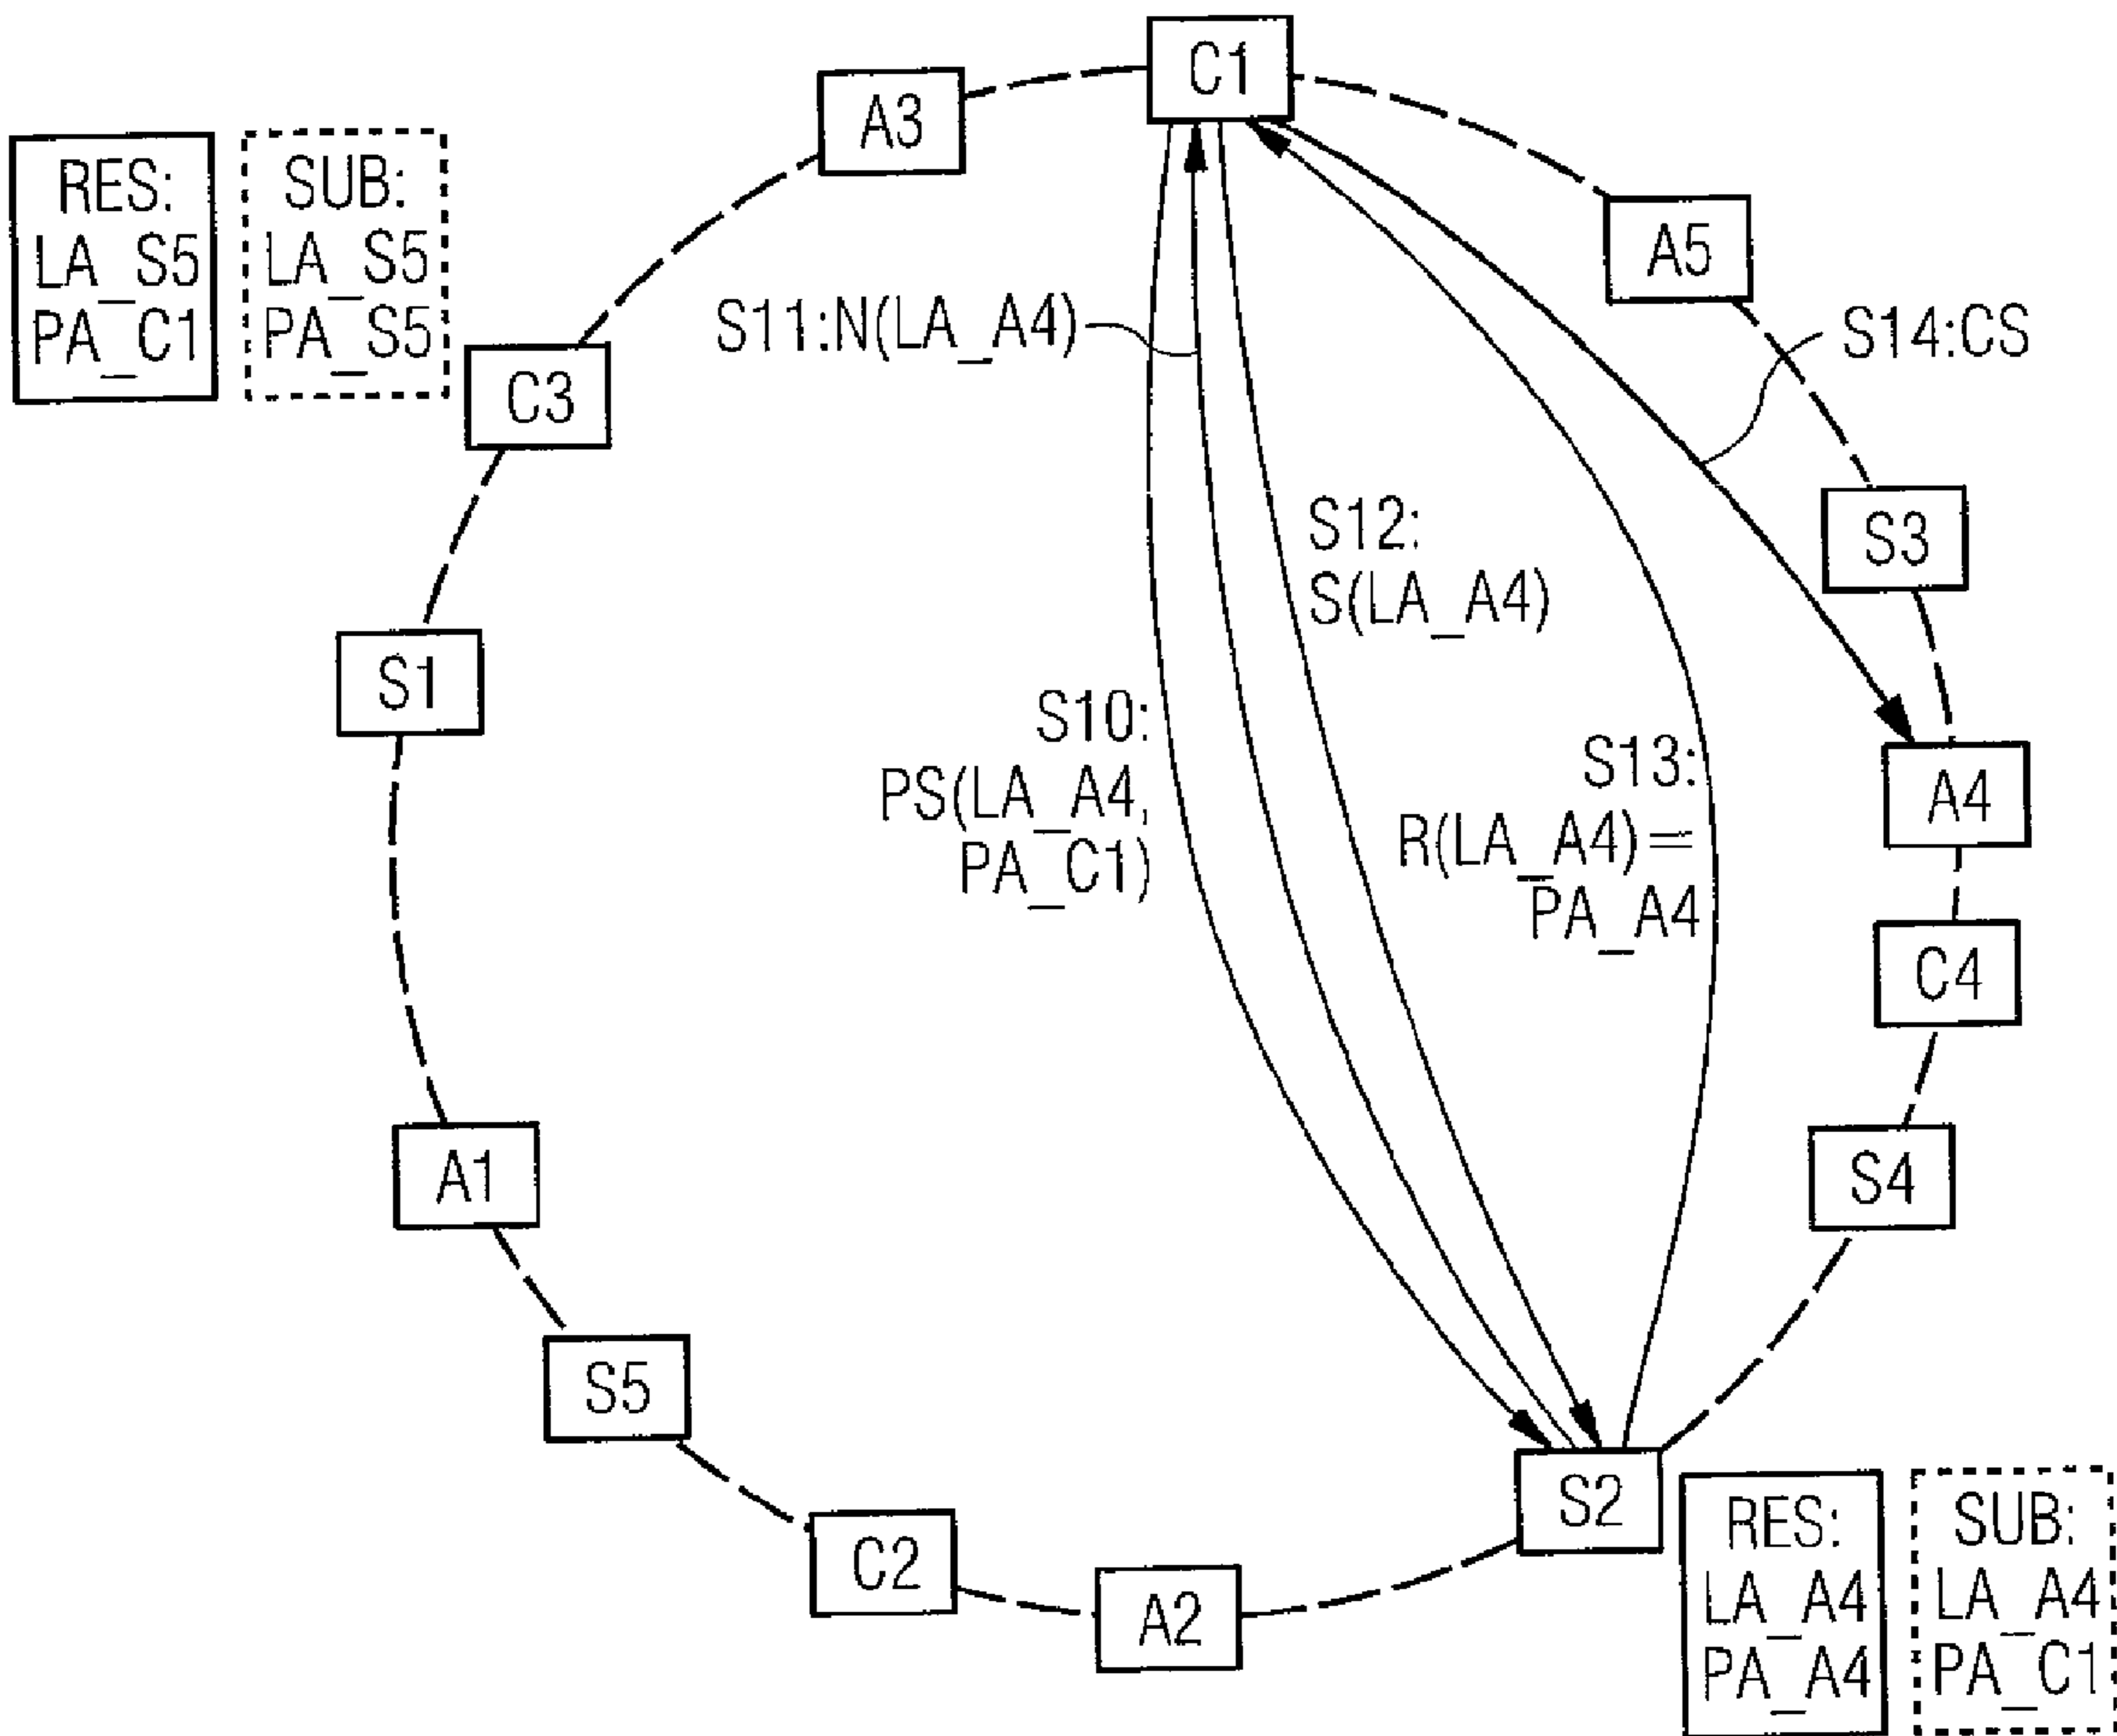 C1
A3
RES:
LA_S5
PA_C1
SUB:
LA_S5
PA_S5
A5
S11:N(LA_A4)
S14:CS
C3
S12:
S(LA_A4)
S3
S1
S10:
PS(LA_A4,
PA_C1)
S13:
R(LA_A4)=
PA_A4
A4
C4
A1
S4
S5
S2
C2
A2
RES:
LA_A4
PA_A4
SUB:
LA_A4
PA_C1